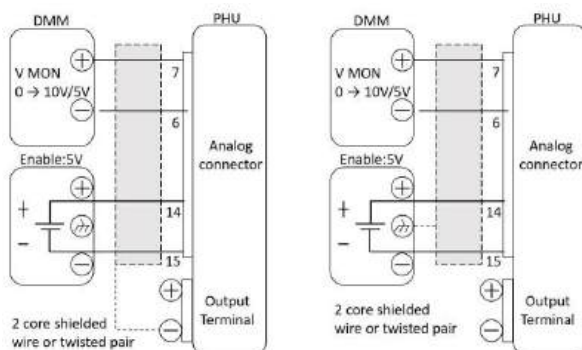 DMM
PHU
V MON
0 → 10V/5V
7
6
Analog
connector
Enable:5V
+
14
−
15
Output
Terminal
2 core shielded
wire or twisted pair
DMM
PHU
V MON
0 → 10V/5V
7
6
Analog
connector
Enable:5V
+
14
−
15
Output
Terminal
2 core shielded
wire or twisted pair